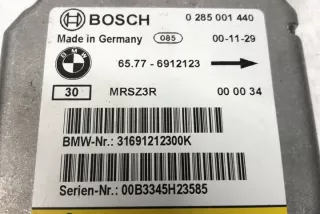 BOSCH 0 285 001 440
Made in Germany 085 00-11-29
BMW 65.77 - 6912123
30 MRSZ3R 00 00 34
BMW-Nr.: 31691212300K
Serien-Nr.: 00B3345H23585